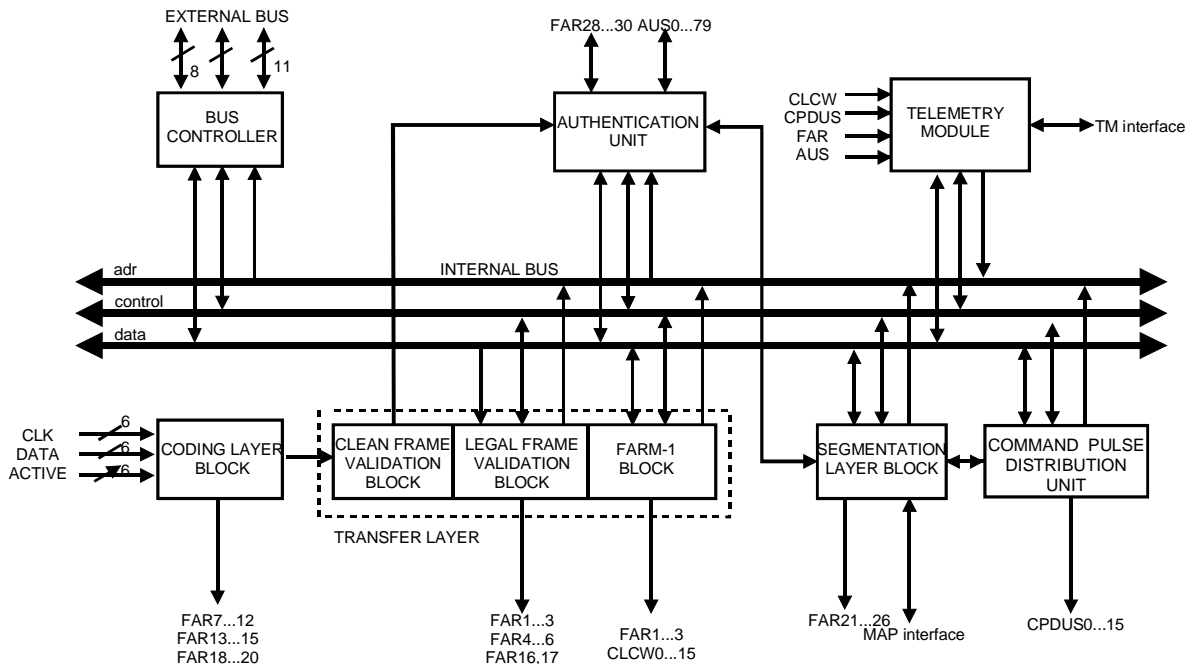 EXTERNAL BUS
8
11
BUS
CONTROLLER
FAR28...30 AUS0...79
AUTHENTICATION
UNIT
CLCW
CPDUS
FAR
AUS
TELEMETRY
MODULE
TM interface
adr
INTERNAL BUS
control
data
CLK
DATA
ACTIVE
6
6
6
CODING LAYER
BLOCK
CLEAN FRAME
VALIDATION
BLOCK
LEGAL FRAME
VALIDATION
BLOCK
FARM-1
BLOCK
TRANSFER LAYER
SEGMENTATION
LAYER BLOCK
COMMAND PULSE
DISTRIBUTION
UNIT
FAR7...12
FAR13...15
FAR18...20
FAR1...3
FAR4...6
FAR16,17
FAR1...3
CLCW0...15
FAR21...26
MAP interface
CPDUS0...15